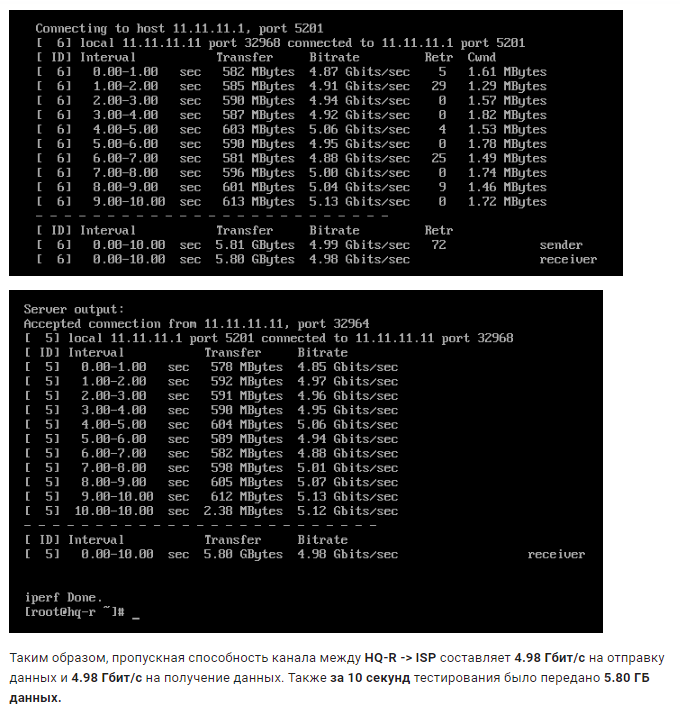 Connecting to host 11.11.11.1, port 5201
[  6] local 11.11.11.11 port 32968 connected to 11.11.11.1 port 5201
[ ID] Interval           Transfer     Bitrate         Retr  Cwnd
[  6]   0.00-1.00   sec   582 MBytes  4.87 Gbits/sec    5   1.61 MBytes
[  6]   1.00-2.00   sec   585 MBytes  4.91 Gbits/sec   29   1.29 MBytes
[  6]   2.00-3.00   sec   590 MBytes  4.94 Gbits/sec    0   1.57 MBytes
[  6]   3.00-4.00   sec   587 MBytes  4.92 Gbits/sec    0   1.82 MBytes
[  6]   4.00-5.00   sec   603 MBytes  5.06 Gbits/sec    4   1.53 MBytes
[  6]   5.00-6.00   sec   590 MBytes  4.95 Gbits/sec    0   1.78 MBytes
[  6]   6.00-7.00   sec   581 MBytes  4.88 Gbits/sec   25   1.49 MBytes
[  6]   7.00-8.00   sec   596 MBytes  5.00 Gbits/sec    0   1.74 MBytes
[  6]   8.00-9.00   sec   601 MBytes  5.04 Gbits/sec    9   1.46 MBytes
[  6]   9.00-10.00  sec   613 MBytes  5.13 Gbits/sec    0   1.72 MBytes
- - - - - - - - - - - - - - - - - - - - - - - - -
[ ID] Interval           Transfer     Bitrate         Retr
[  6]   0.00-10.00  sec  5.81 GBytes  4.99 Gbits/sec   72             sender
[  6]   0.00-10.00  sec  5.80 GBytes  4.98 Gbits/sec                  receiver
Server output:
Accepted connection from 11.11.11.11, port 32964
[  5] local 11.11.11.1 port 5201 connected to 11.11.11.11 port 32968
[ ID] Interval           Transfer     Bitrate
[  5]   0.00-1.00   sec   578 MBytes  4.85 Gbits/sec
[  5]   1.00-2.00   sec   592 MBytes  4.97 Gbits/sec
[  5]   2.00-3.00   sec   591 MBytes  4.96 Gbits/sec
[  5]   3.00-4.00   sec   590 MBytes  4.95 Gbits/sec
[  5]   4.00-5.00   sec   604 MBytes  5.06 Gbits/sec
[  5]   5.00-6.00   sec   589 MBytes  4.94 Gbits/sec
[  5]   6.00-7.00   sec   582 MBytes  4.88 Gbits/sec
[  5]   7.00-8.00   sec   598 MBytes  5.01 Gbits/sec
[  5]   8.00-9.00   sec   605 MBytes  5.07 Gbits/sec
[  5]   9.00-10.00  sec   612 MBytes  5.13 Gbits/sec
[  5]  10.00-10.00  sec  2.38 MBytes  5.12 Gbits/sec
- - - - - - - - - - - - - - - - - - - - - - - - -
[ ID] Interval           Transfer     Bitrate
[  5]   0.00-10.00  sec  5.80 GBytes  4.98 Gbits/sec                  receiver
iperf Done.
[root@hq-r ~]# _
Таким образом, пропускная способность канала между HQ-R -> ISP составляет 4.98 Гбит/с на отправку
данных и 4.98 Гбит/с на получение данных. Также за 10 секунд тестирования было передано 5.80 ГБ
данных.